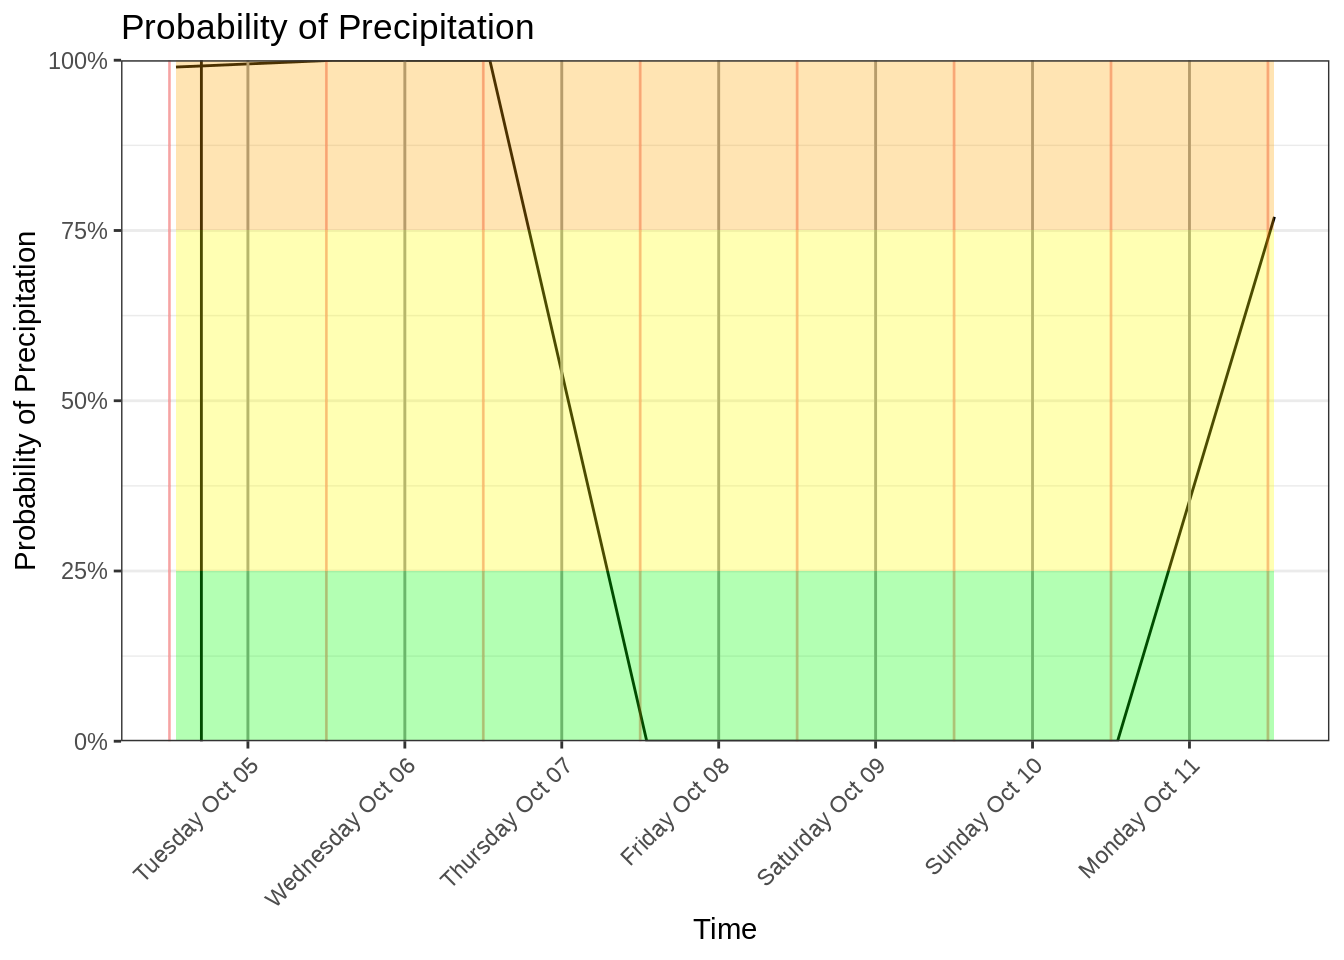 Probability of Precipitation
Probability of Precipitation
100%
75%
50%
25%
0%
Tuesday Oct 05
Wednesday Oct 06
Thursday Oct 07
Friday Oct 08
Saturday Oct 09
Sunday Oct 10
Monday Oct 11
Time